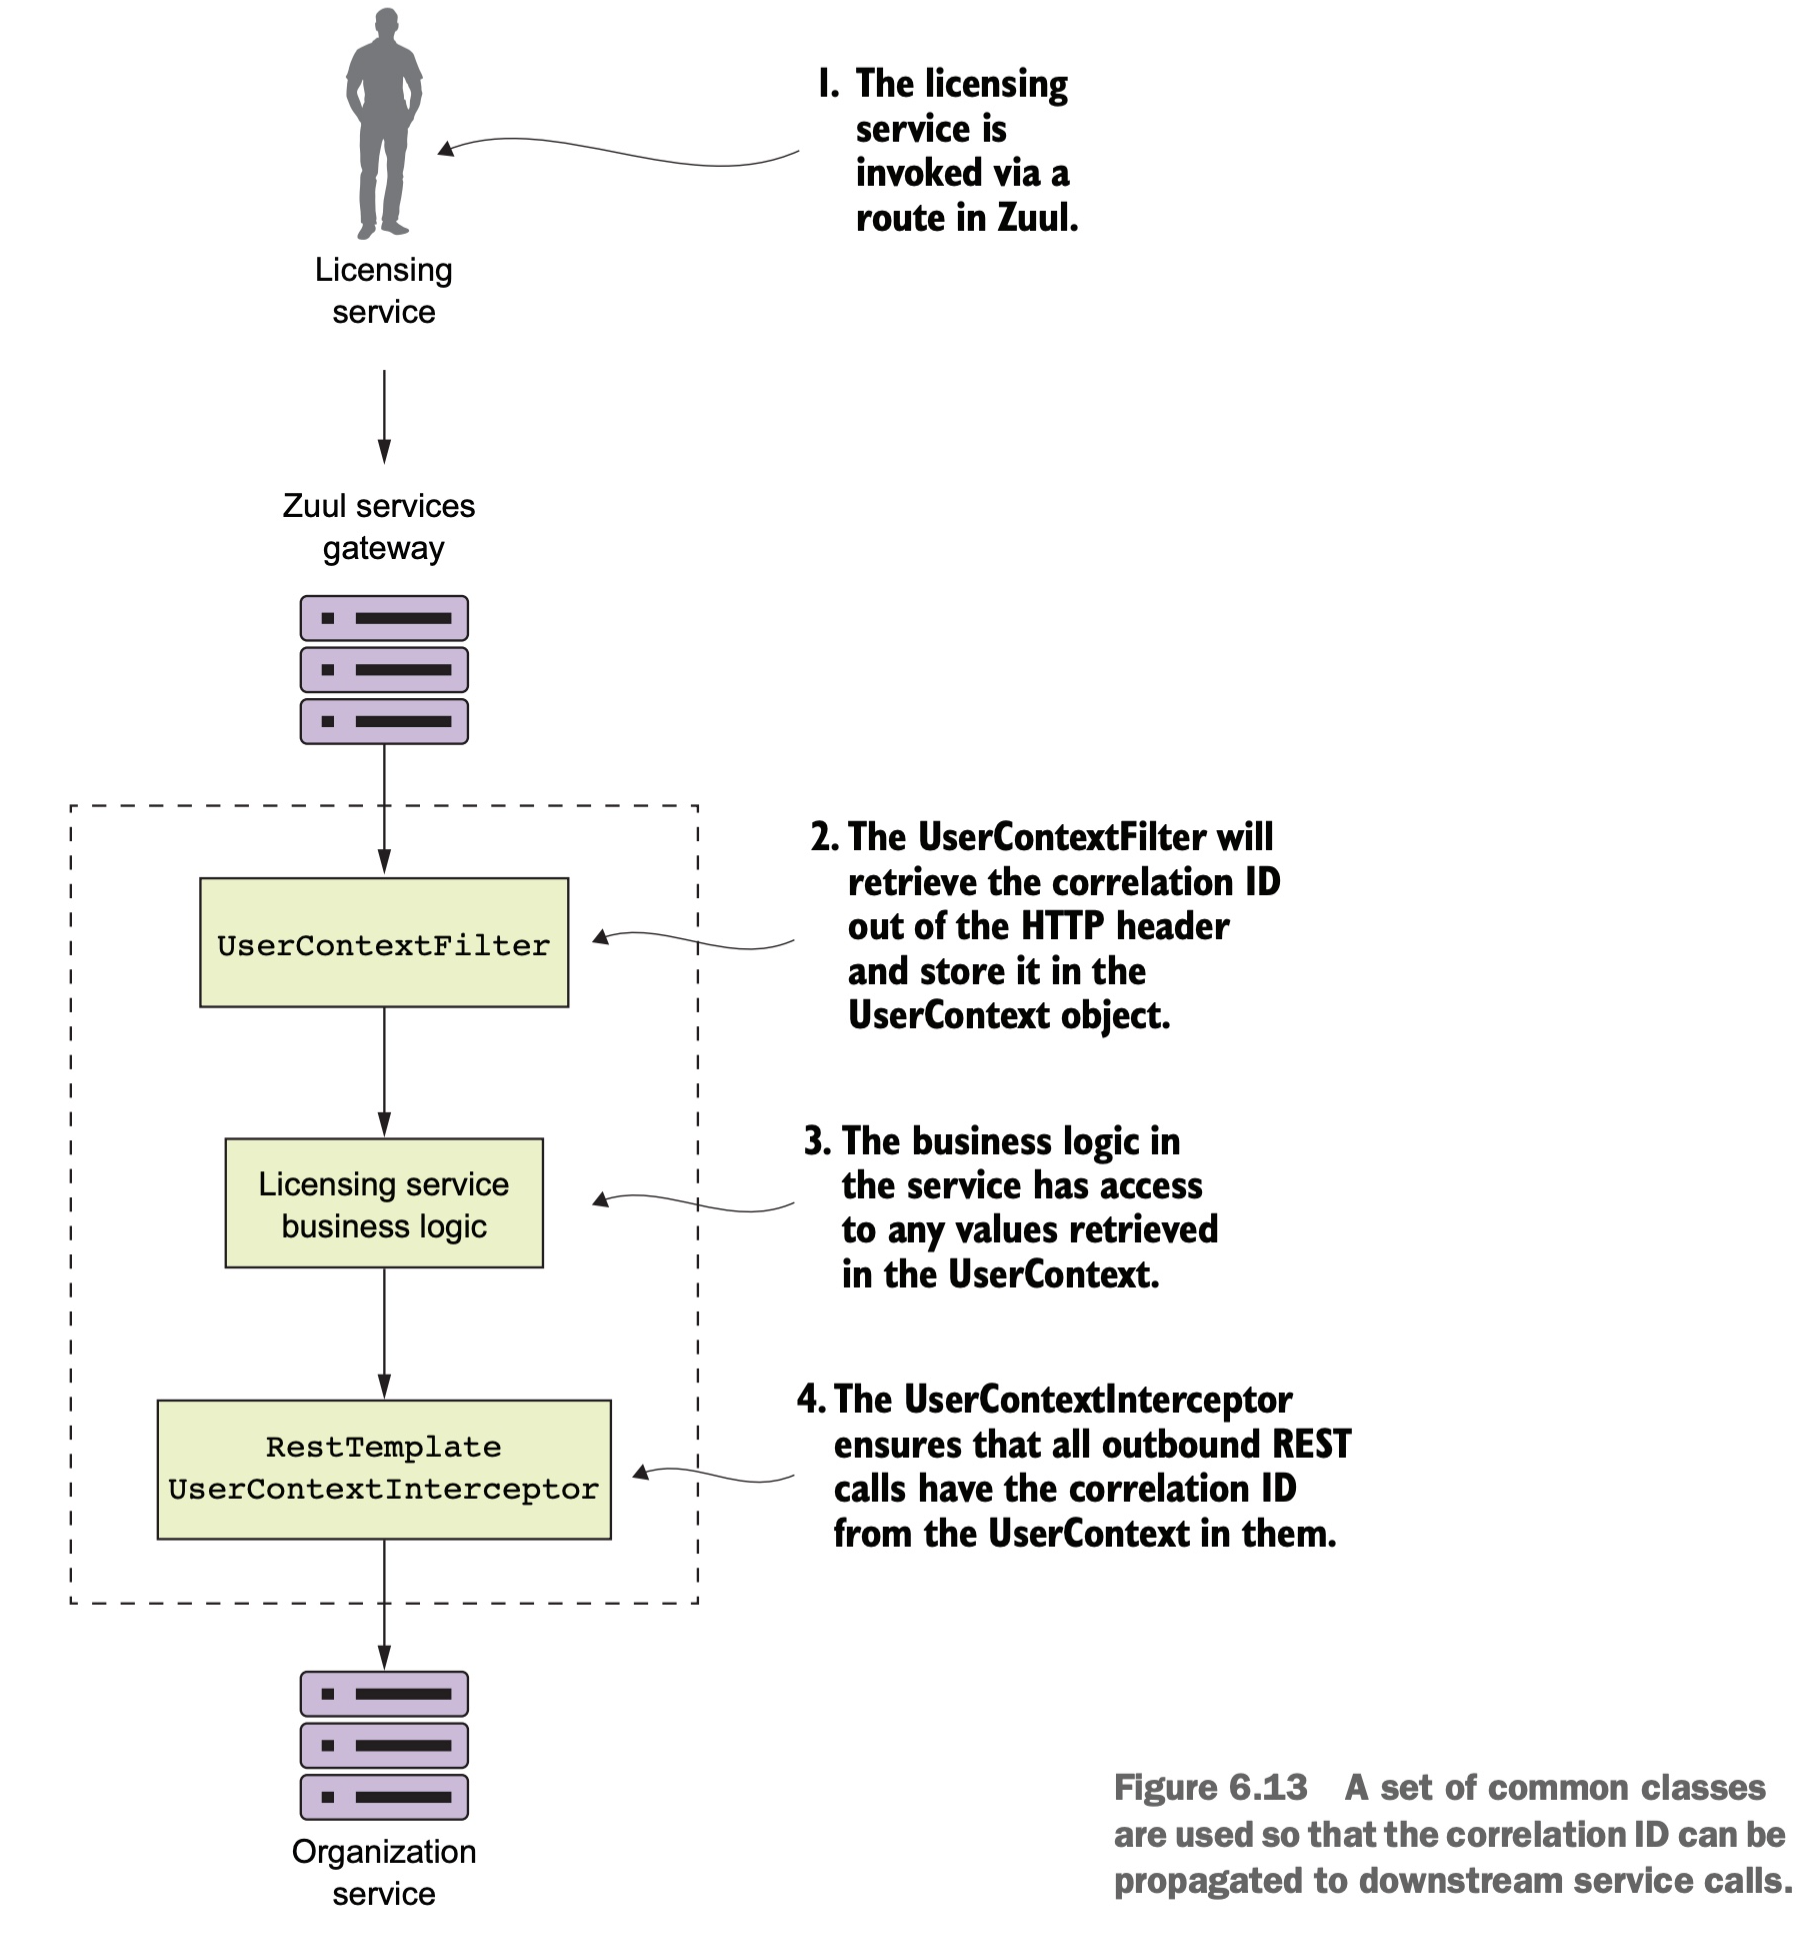 1. The licensing
service is
invoked via a
route in Zuul.
Licensing
service
Zuul services
gateway
2. The UserContextFilter will
retrieve the correlation ID
out of the HTTP header
and store it in the
UserContext object.
UserContextFilter
3. The business logic in
the service has access
to any values retrieved
in the UserContext.
Licensing service
business logic
4. The UserContextInterceptor
ensures that all outbound REST
calls have the correlation ID
from the UserContext in them.
RestTemplate
UserContextInterceptor
Organization
service
Figure 6.13 A set of common classes
are used so that the correlation ID can be
propagated to downstream service calls.